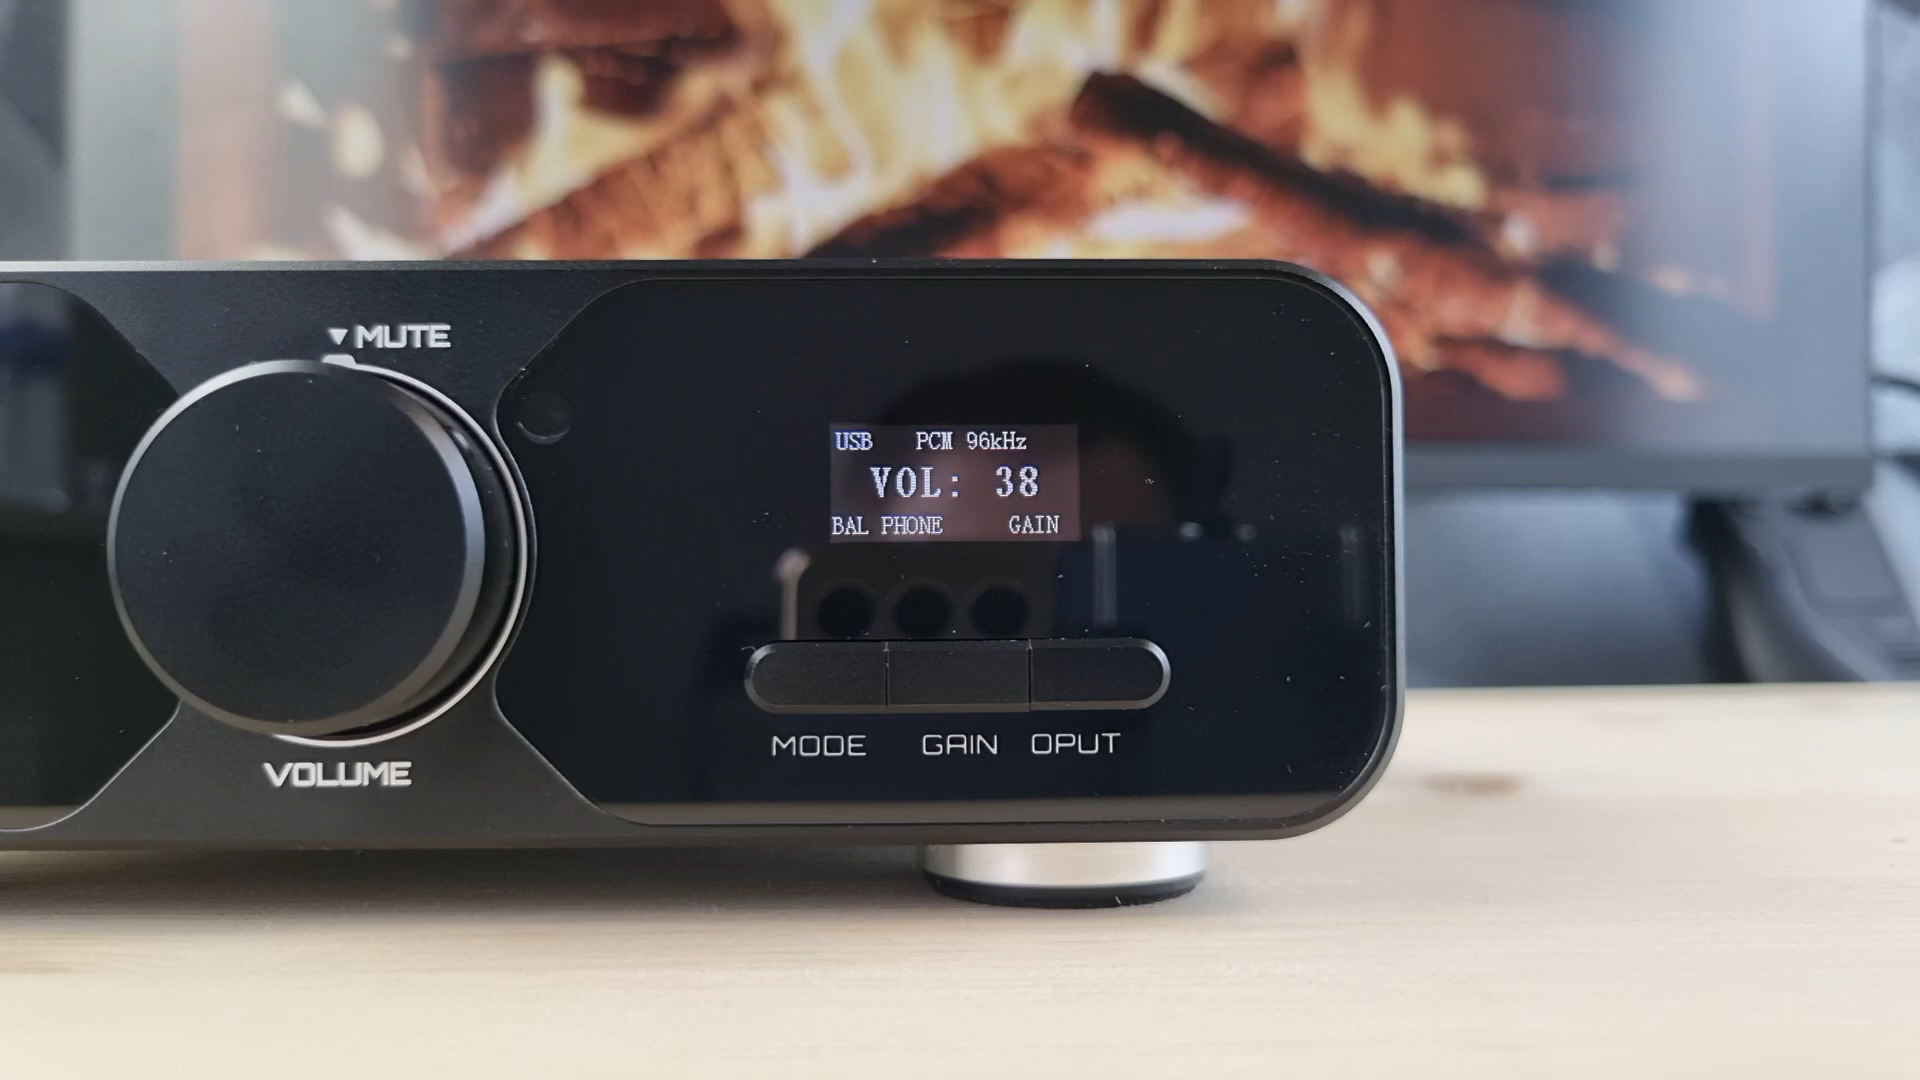 ▼ MUTE
VOLUME
USB PCM 96kHz
VOL: 38
BAL PHONE GAIN
MODE GAIN OPUT